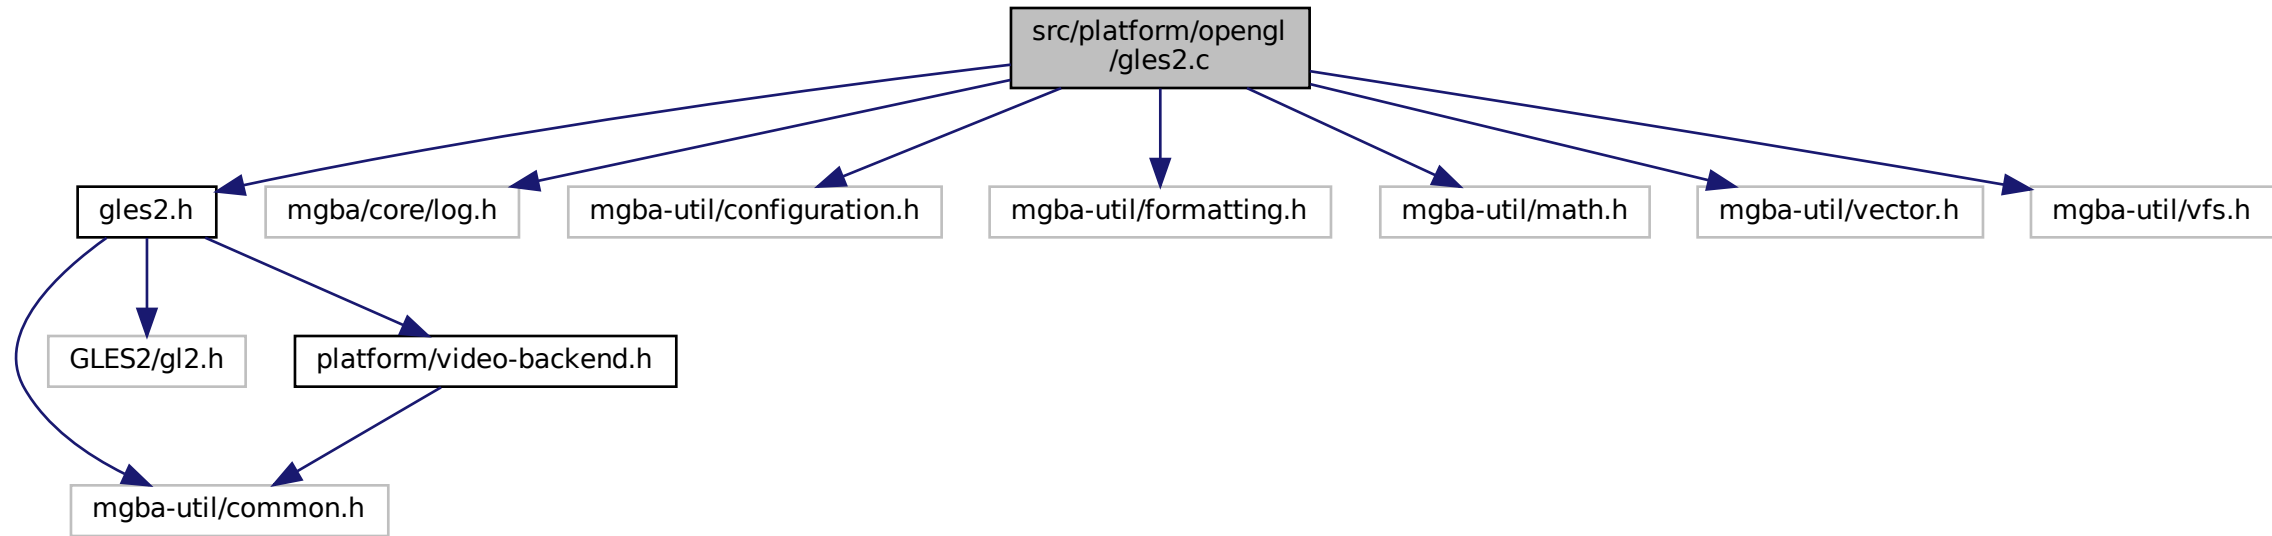 src/platform/opengl
/gles2.c
gles2.h
mgba/core/log.h
mgba-util/configuration.h
mgba-util/formatting.h
mgba-util/math.h
mgba-util/vector.h
mgba-util/vfs.h
GLES2/gl2.h
platform/video-backend.h
mgba-util/common.h